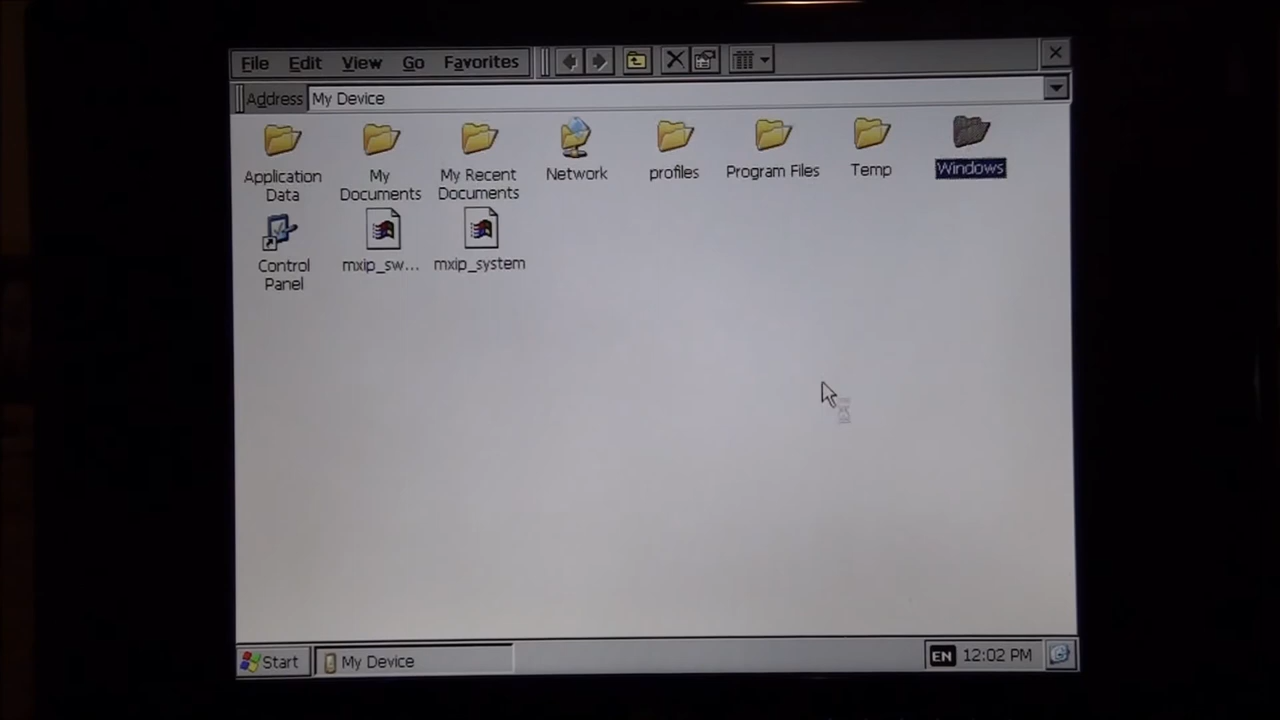 File Edit View Go Favorites
Address My Device
Application Data
My Documents
My Recent Documents
Network
profiles
Program Files
Temp
Windows
Control Panel
mxip_sw...
mxip_system
Start My Device EN 12:02 PM